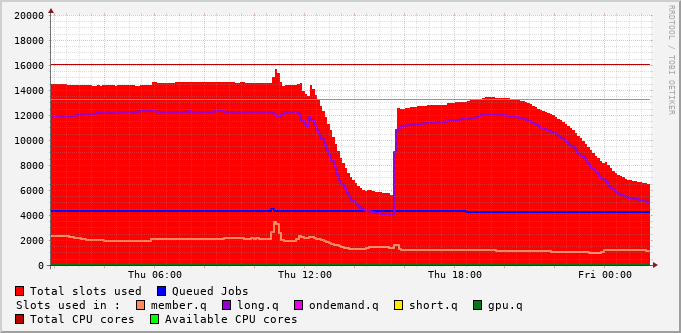 20000
18000
16000
14000
12000
10000
8000
6000
4000
2000
0
Thu 06:00 Thu 12:00 Thu 18:00 Fri 00:00
RRDTOOL / TOBI OETIKER
Total slots used Queued Jobs
Slots used in : member.q long.q ondemand.q short.q gpu.q
Total CPU cores Available CPU cores